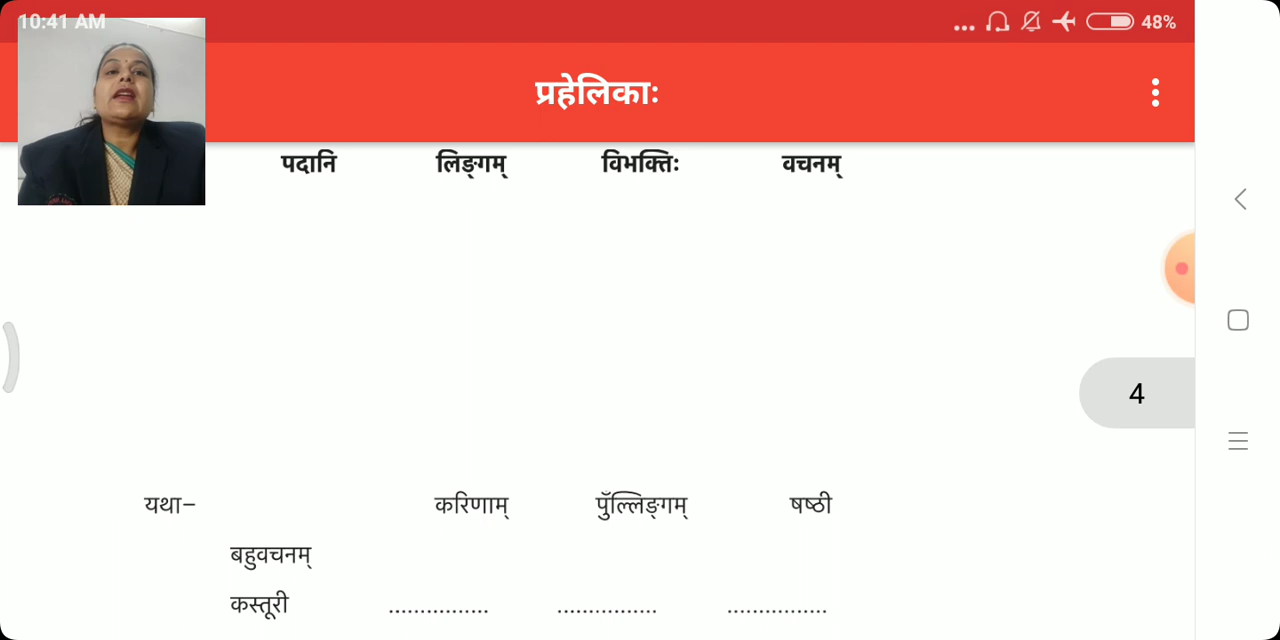 10:41 AM ... 48%
प्रहेलिकाः
पदानि लिङ्गम् विभक्तिः वचनम्
4
यथा– करिणाम् पुँल्लिङ्गम् षष्ठी
बहुवचनम्
कस्तूरी ............... ............... ...............